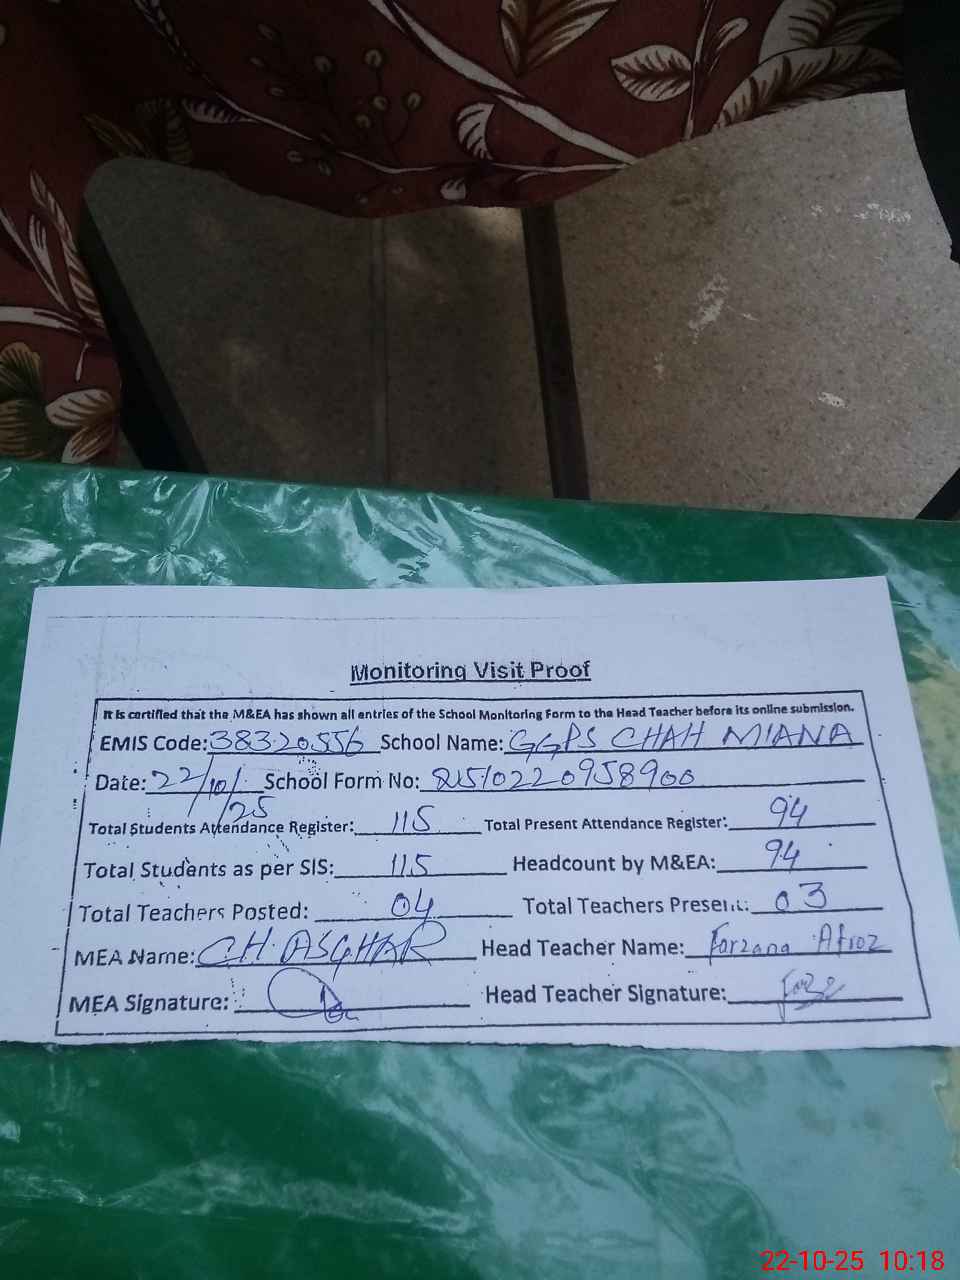 Monitoring Visit Proof
It is certified that the M&EA has shown all entries of the School Monitoring Form to the Head Teacher before its online submission.
EMIS Code: 38320556 School Name: GGPS CHAH MIANA
Date: 22/10/25 School Form No:
Total Students Attendance Register: 115 Total Present Attendance Register: 94
Total Students as per SIS: 115 Headcount by M&EA: 94
Total Teachers Posted: 04 Total Teachers Present: 03
MEA Name: CH. ASGHAR Head Teacher Name: Farzana Afroz
MEA Signature: Head Teacher Signature:
22-10-25 10:18